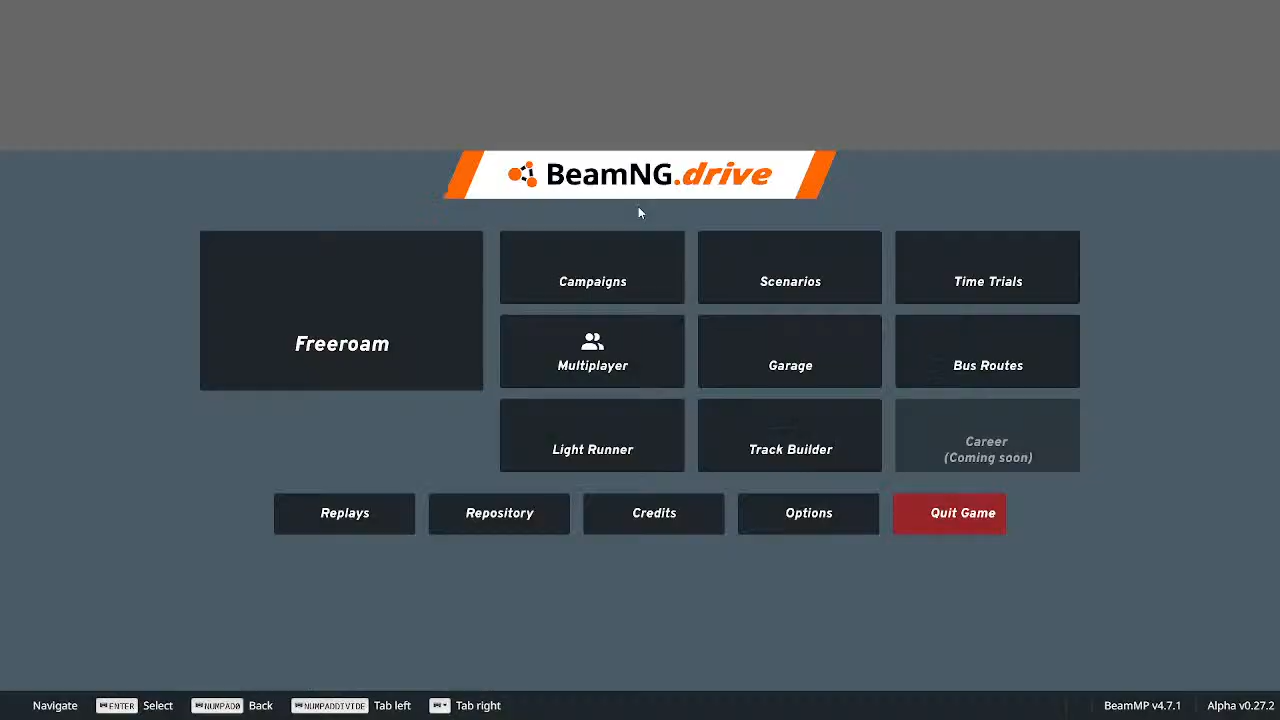 BeamNG.drive
Freeroam
Campaigns
Scenarios
Time Trials
Multiplayer
Garage
Bus Routes
Light Runner
Track Builder
Career
(Coming soon)
Replays
Repository
Credits
Options
Quit Game
Navigate ENTER Select NUMPAD0 Back NUMPADDIVIDE Tab left Tab right BeamMP v4.7.1 Alpha v0.27.2